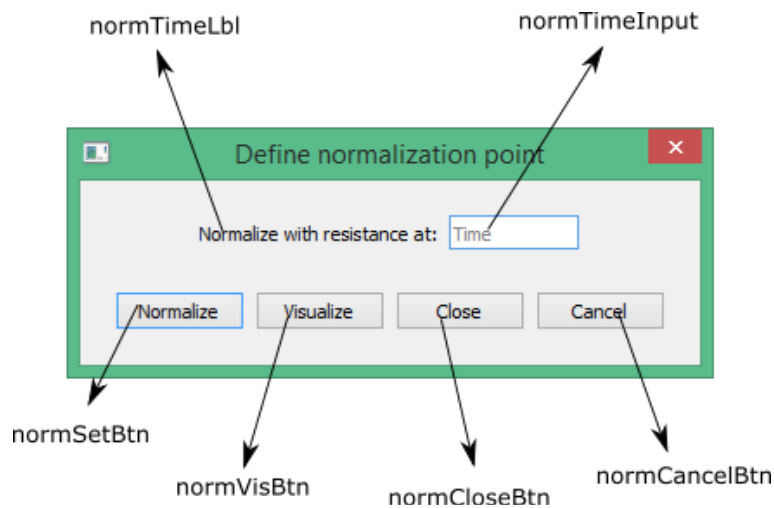 normTimeLbl
normTimeInput
Define normalization point
Normalize with resistance at: Time
Normalize Visualize Close Cancel
normSetBtn
normVisBtn
normCloseBtn
normCancelBtn